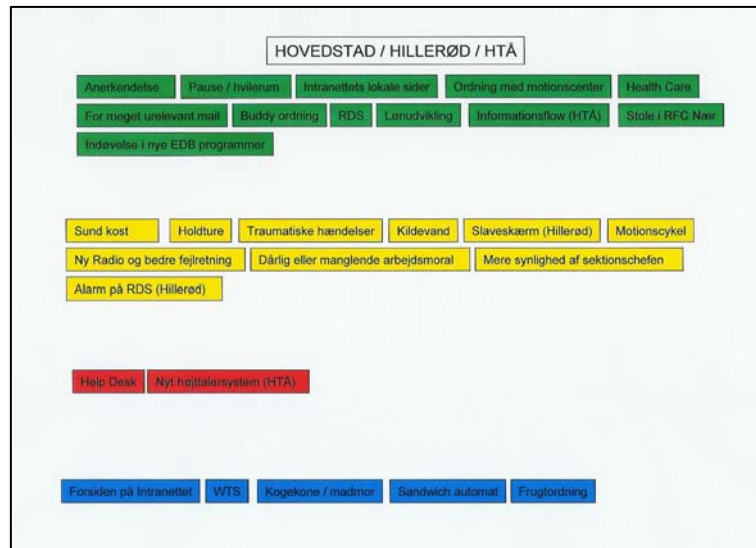 HOVEDSTAD / HILLERØD / HTÅ
Anerkendelse Pause / hvilerum Intranettets lokale sider Ordning med motionscenter Health Care
For meget urelevant mail Buddy ordning RDS Lønudvikling Informationsflow (HTÅ) Stole i RFC Nær
Indøvelse i nye EDB programmer
Sund kost Holdture Traumatiske hændelser Kildevand Slaveskærm (Hillerød) Motionscykel
Ny Radio og bedre fejlretning Dårlig eller manglende arbejdsmoral Mere synlighed af sektionschefen
Alarm på RDS (Hillerød)
Help Desk Nyt højttalersystem (HTÅ)
Forsiden på Intranettet WTS Kogekone / madmor Sandwich automat Frugtordning